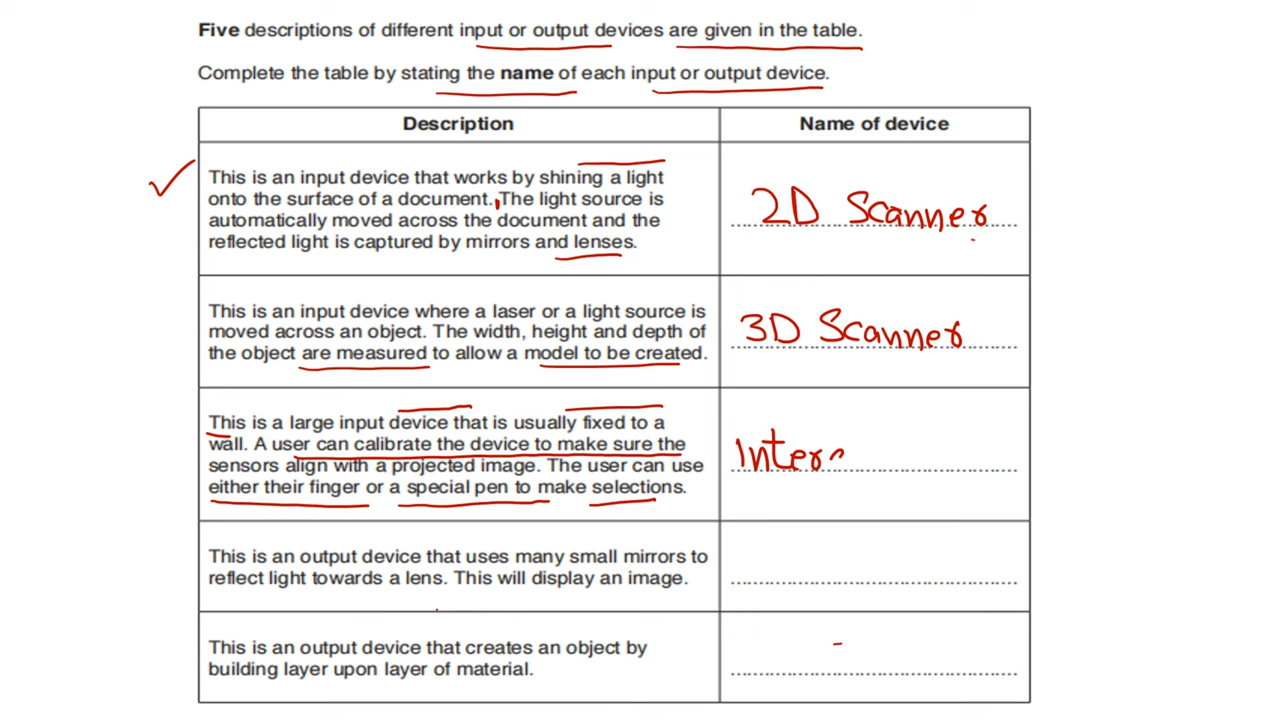 Five descriptions of different input or output devices are given in the table.
Complete the table by stating the name of each input or output device.
Description
Name of device
This is an input device that works by shining a light
onto the surface of a document. The light source is
automatically moved across the document and the
reflected light is captured by mirrors and lenses.
2D Scanner
This is an input device where a laser or a light source is
moved across an object. The width, height and depth of
the object are measured to allow a model to be created.
3D Scanner
This is a large input device that is usually fixed to a
wall. A user can calibrate the device to make sure the
sensors align with a projected image. The user can use
either their finger or a special pen to make selections.
Inter
This is an output device that uses many small mirrors to
reflect light towards a lens. This will display an image.
This is an output device that creates an object by
building layer upon layer of material.